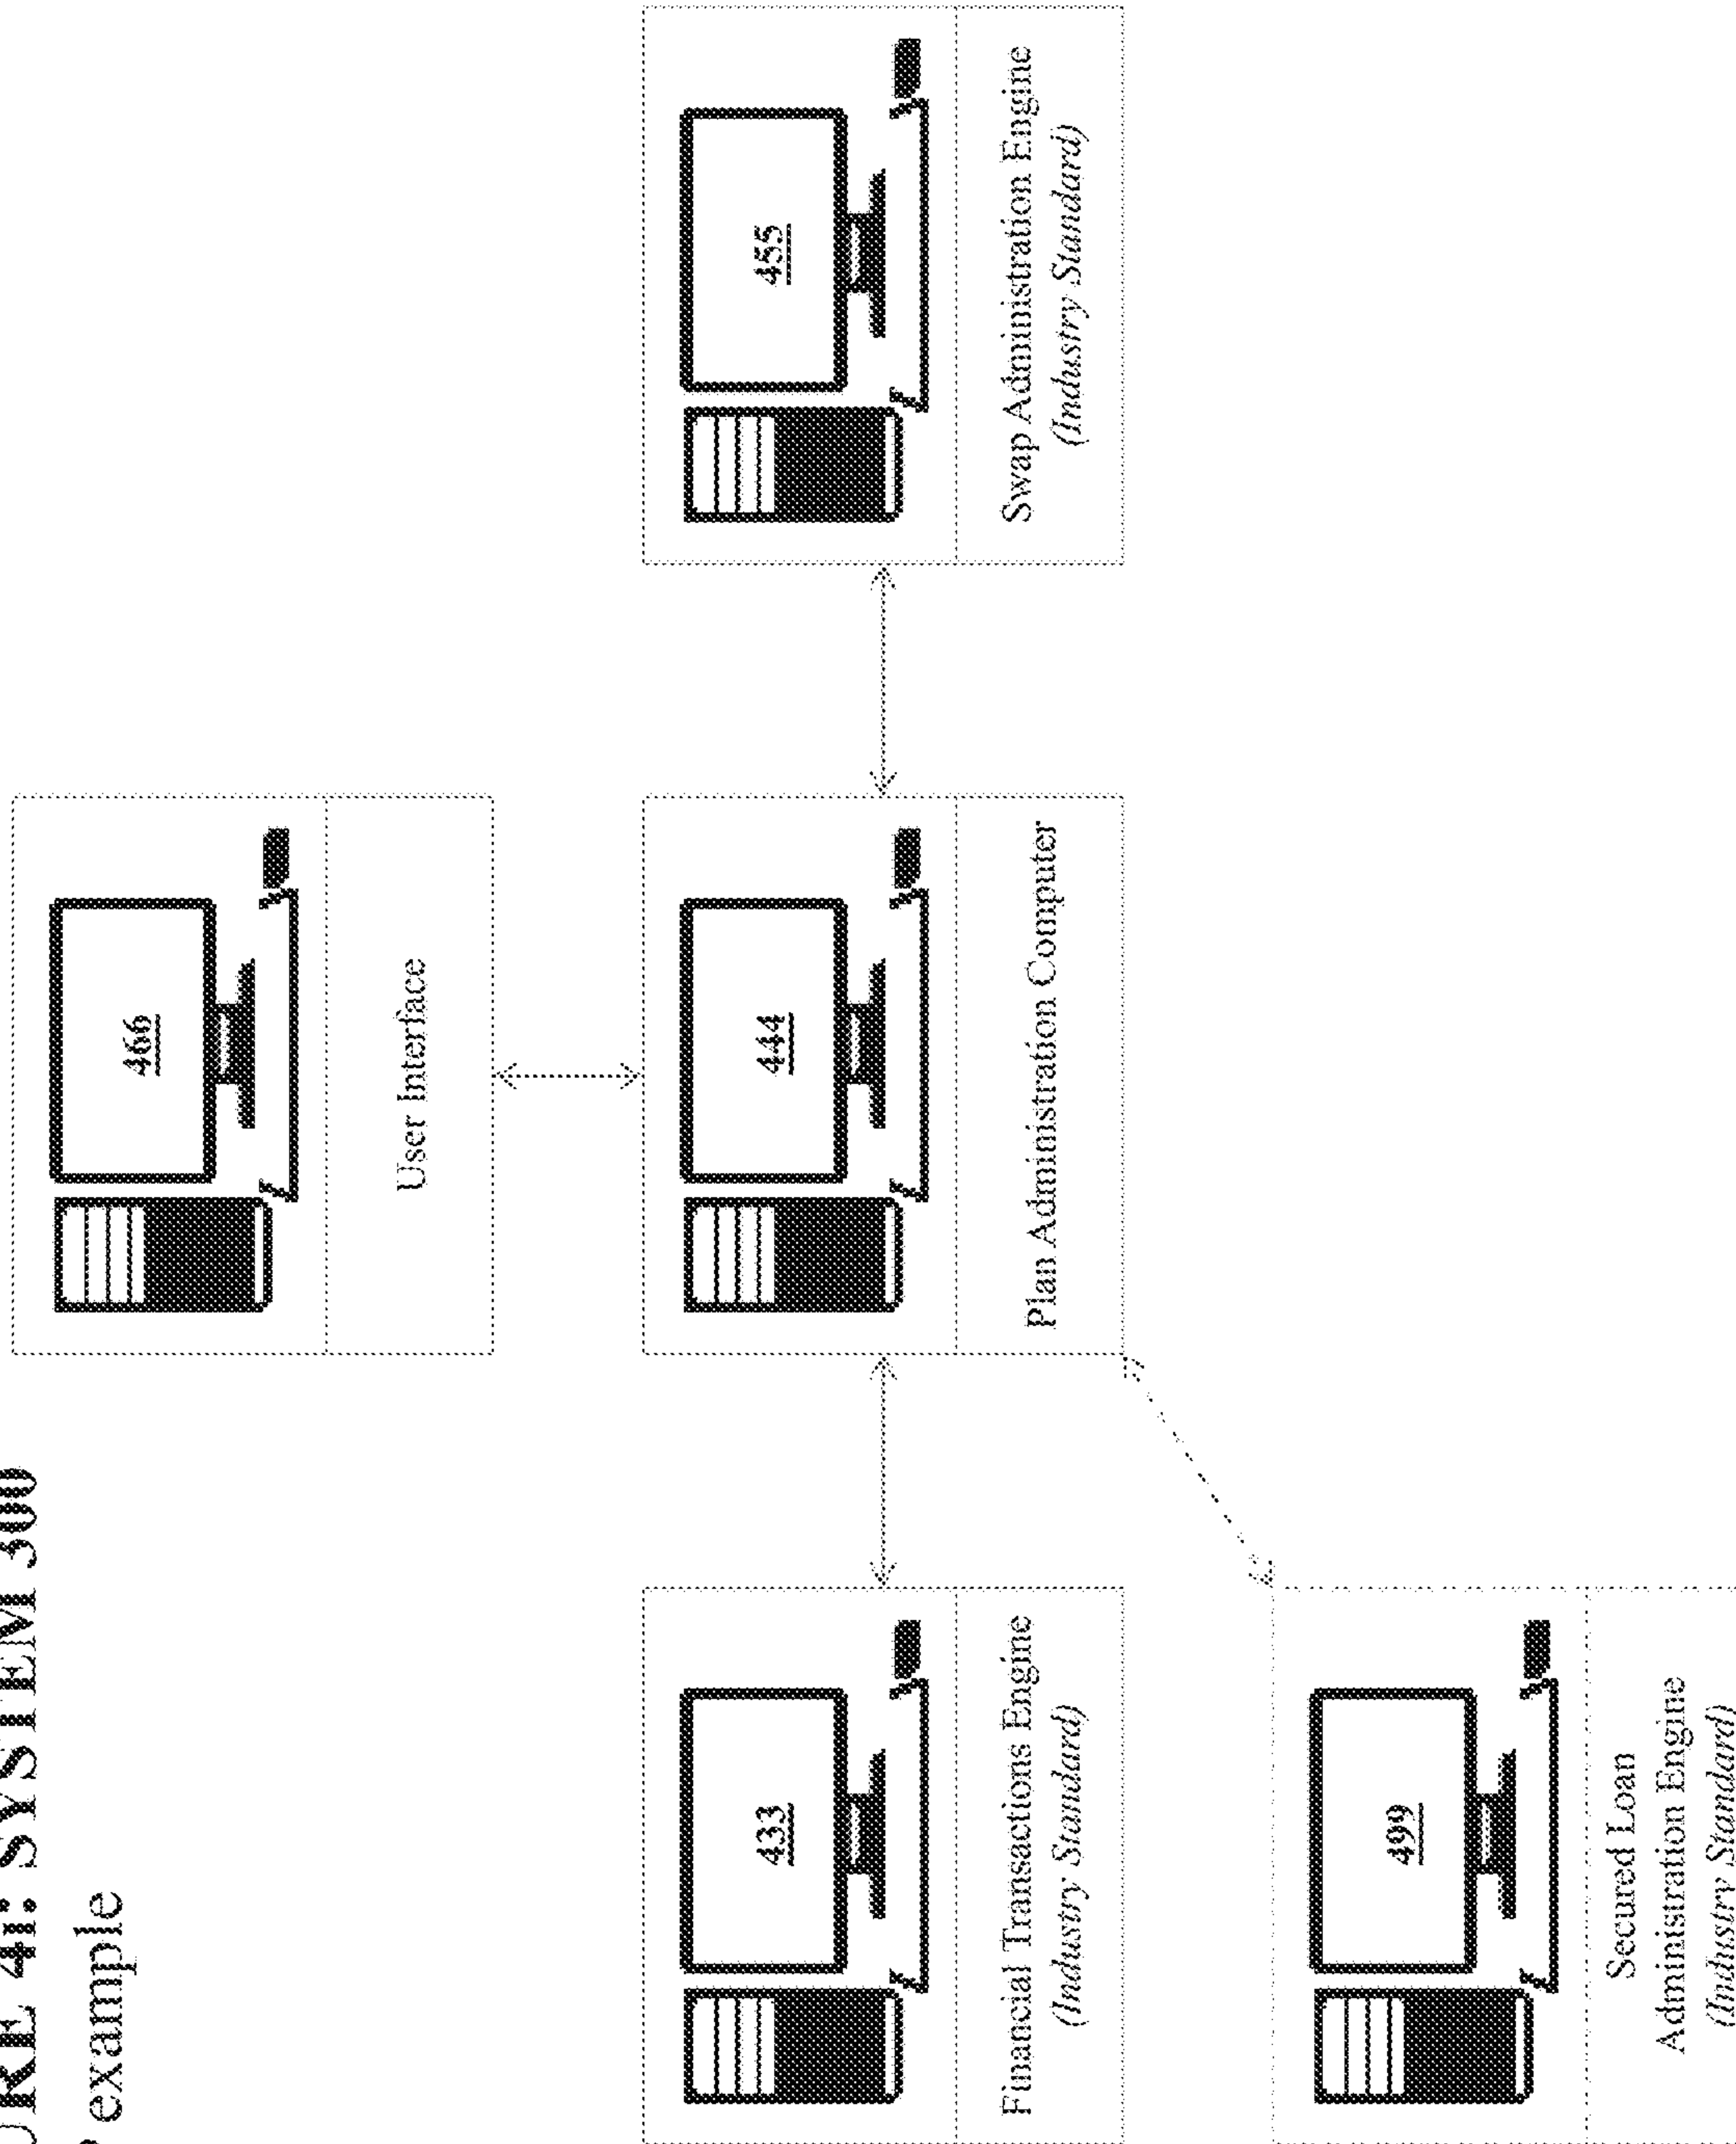 4i: SYSTEM 300
example
466
User Interface
433
Financial Transactions Engine
(Industry Standard)
444
Plan Administration Computer
455
Swap Administration Engine
(Industry Standard)
499
Secured Loan
Administration Engine
(Industry Standard)